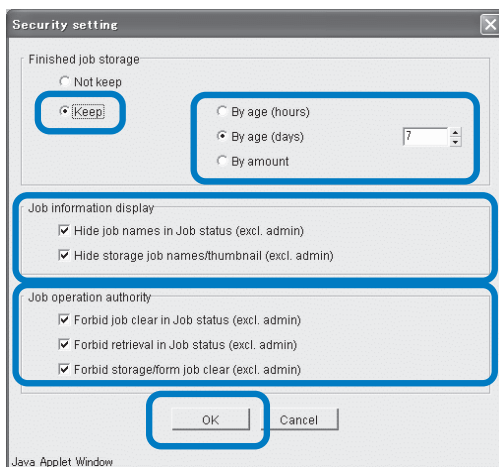 Security setting
Finished job storage
Not keep
Keep
By age (hours)
By age (days)
7
By amount
Job information display
Hide job names in Job status (excl. admin)
Hide storage job names/thumbnail (excl. admin)
Job operation authority
Forbid job clear in Job status (excl. admin)
Forbid retrieval in Job status (excl. admin)
Forbid storage/form job clear (excl. admin)
OK Cancel
Java Applet Window